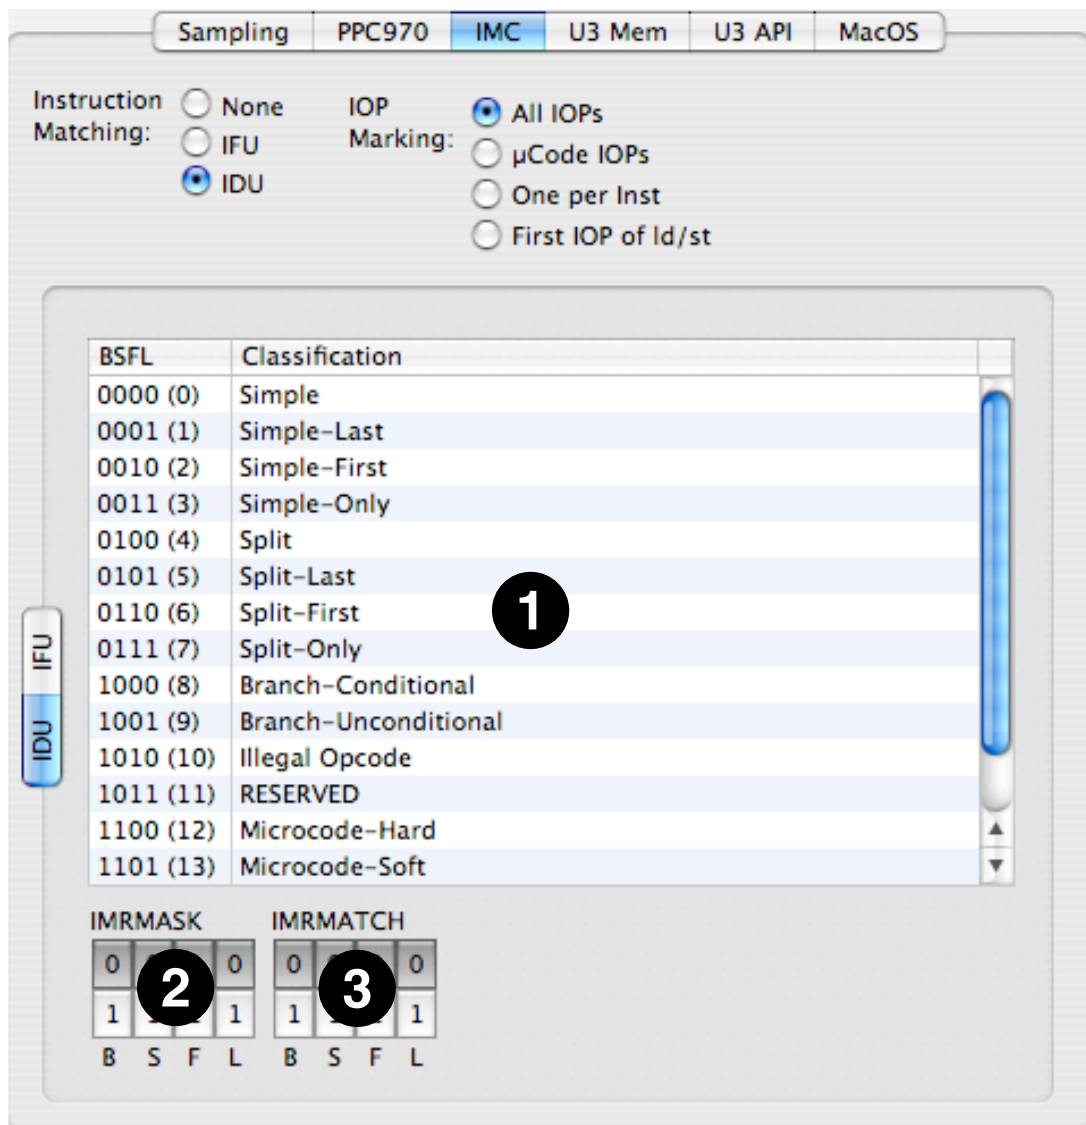 Sampling PPC970 IMC U3 Mem U3 API MacOS
Instruction Matching:
None
IFU
IDU
IOP Marking:
All IOPs
µCode IOPs
One per Inst
First IOP of ld/st
BSFL Classification
0000 (0) Simple
0001 (1) Simple-Last
0010 (2) Simple-First
0011 (3) Simple-Only
0100 (4) Split
0101 (5) Split-Last
0110 (6) Split-First
0111 (7) Split-Only
1000 (8) Branch-Conditional
1001 (9) Branch-Unconditional
1010 (10) Illegal Opcode
1011 (11) RESERVED
1100 (12) Microcode-Hard
1101 (13) Microcode-Soft
1
IFU
IDU
IMRMASK IMRMATCH
0 0 0 0
2 3
1 1 1 1
B S F L B S F L